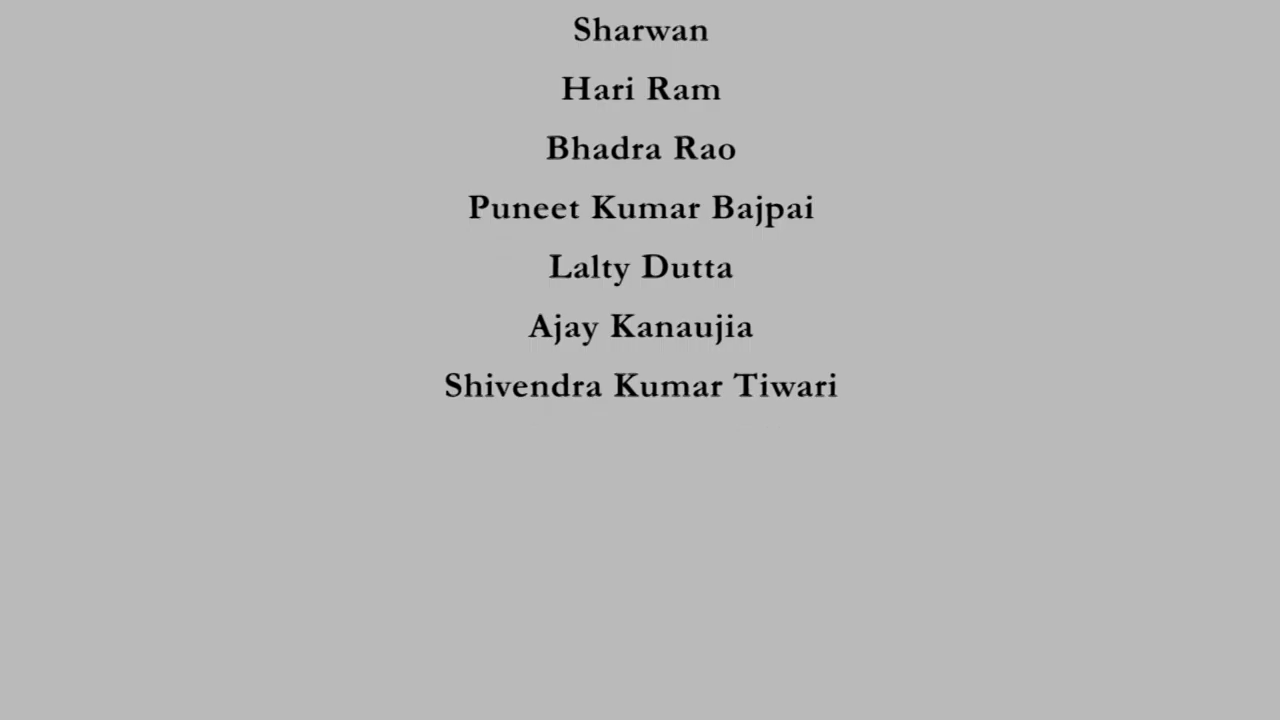 Sharwan
Hari Ram
Bhadra Rao
Puneet Kumar Bajpai
Lalty Dutta
Ajay Kanaujia
Shivendra Kumar Tiwari